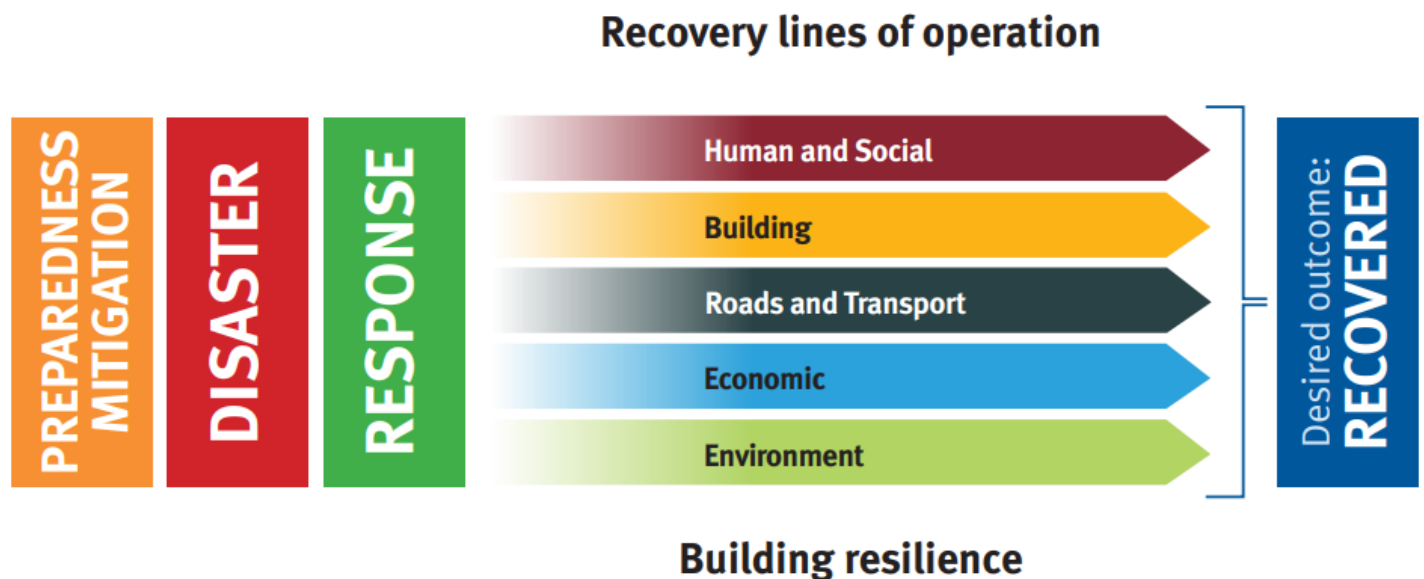 Recovery lines of operation
PREPAREDNESS
MITIGATION
DISASTER
RESPONSE
Human and Social
Building
Roads and Transport
Economic
Environment
Desired outcome:
RECOVERED
Building resilience